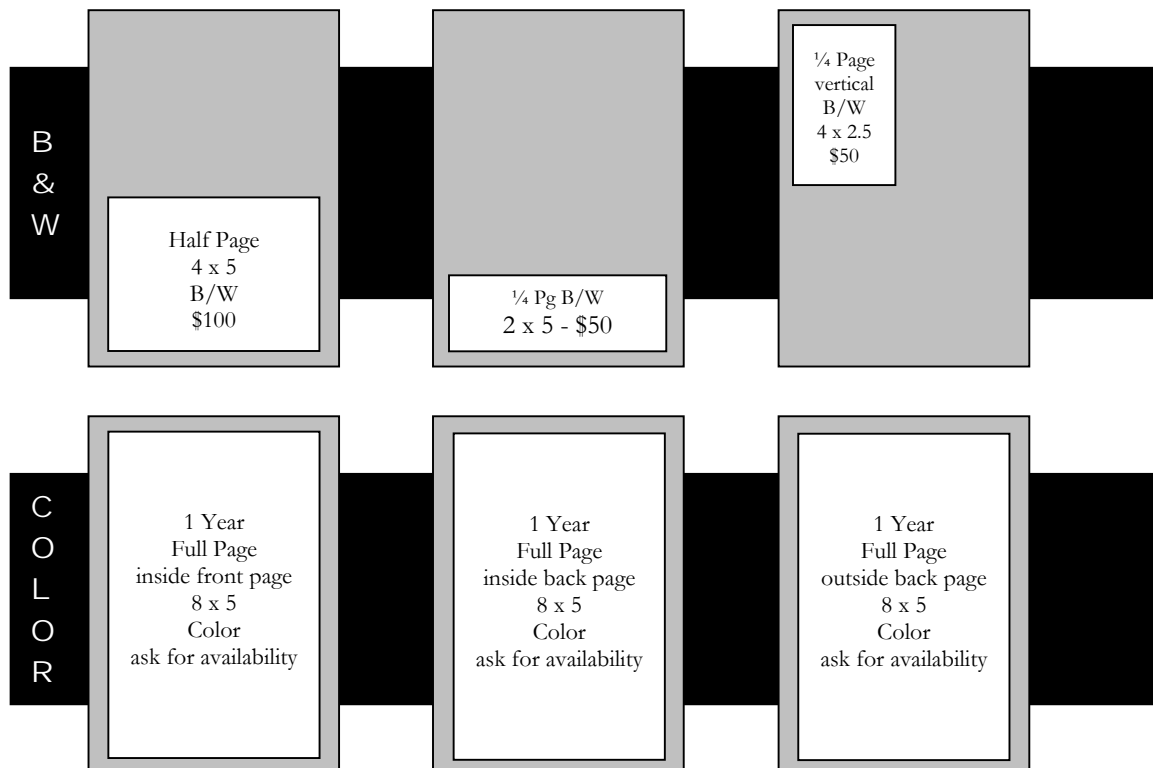 B
&
W
Half Page
4 x 5
B/W
$100
¼ Pg B/W
2 x 5 - $50
¼ Page
vertical
B/W
4 x 2.5
$50
C
O
L
O
R
1 Year
Full Page
inside front page
8 x 5
Color
ask for availability
1 Year
Full Page
inside back page
8 x 5
Color
ask for availability
1 Year
Full Page
outside back page
8 x 5
Color
ask for availability